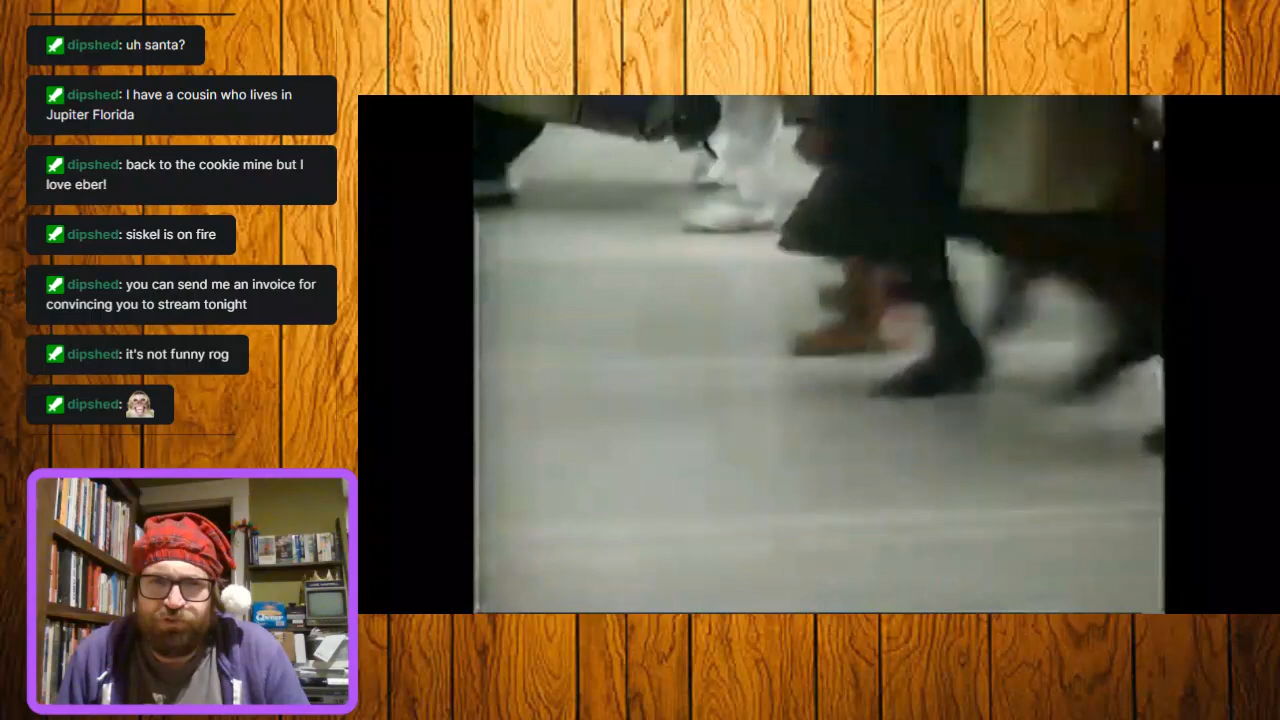 dipshed: uh santa?
dipshed: I have a cousin who lives in
Jupiter Florida
dipshed: back to the cookie mine but I
love eber!
dipshed: siskel is on fire
dipshed: you can send me an invoice for
convincing you to stream tonight
dipshed: it's not funny rog
dipshed: